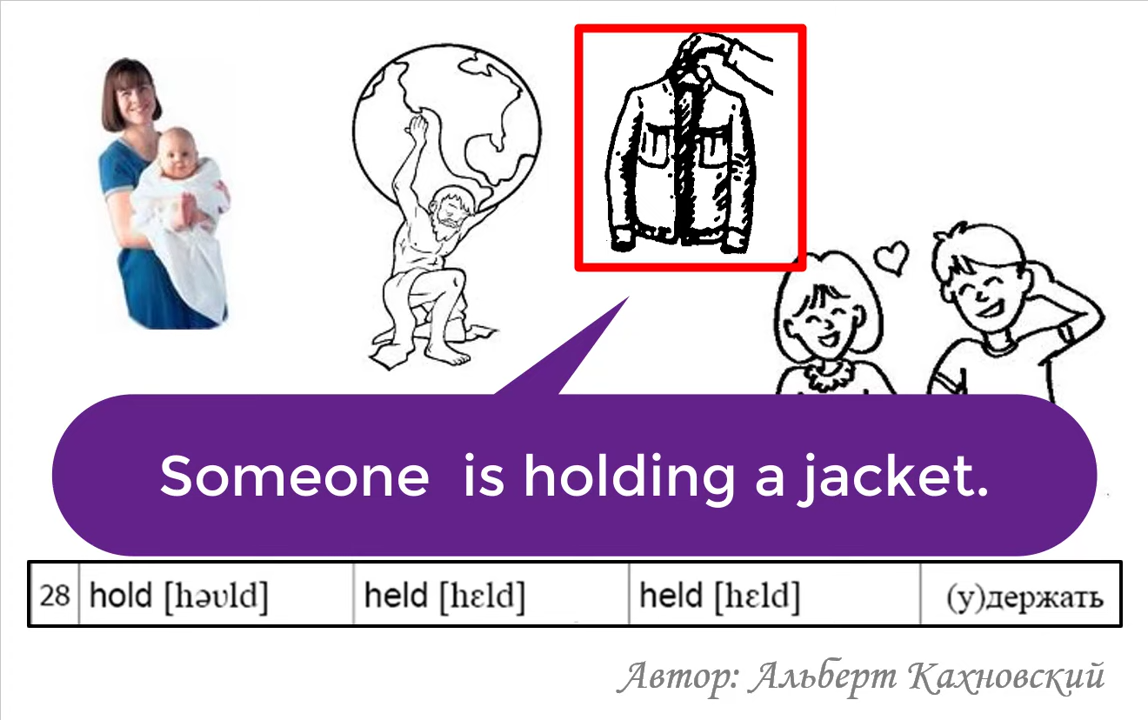 Someone is holding a jacket.
28 hold [həʊld] held [hɛld] held [hɛld] (у)держать
Автор: Альберт Кахновский